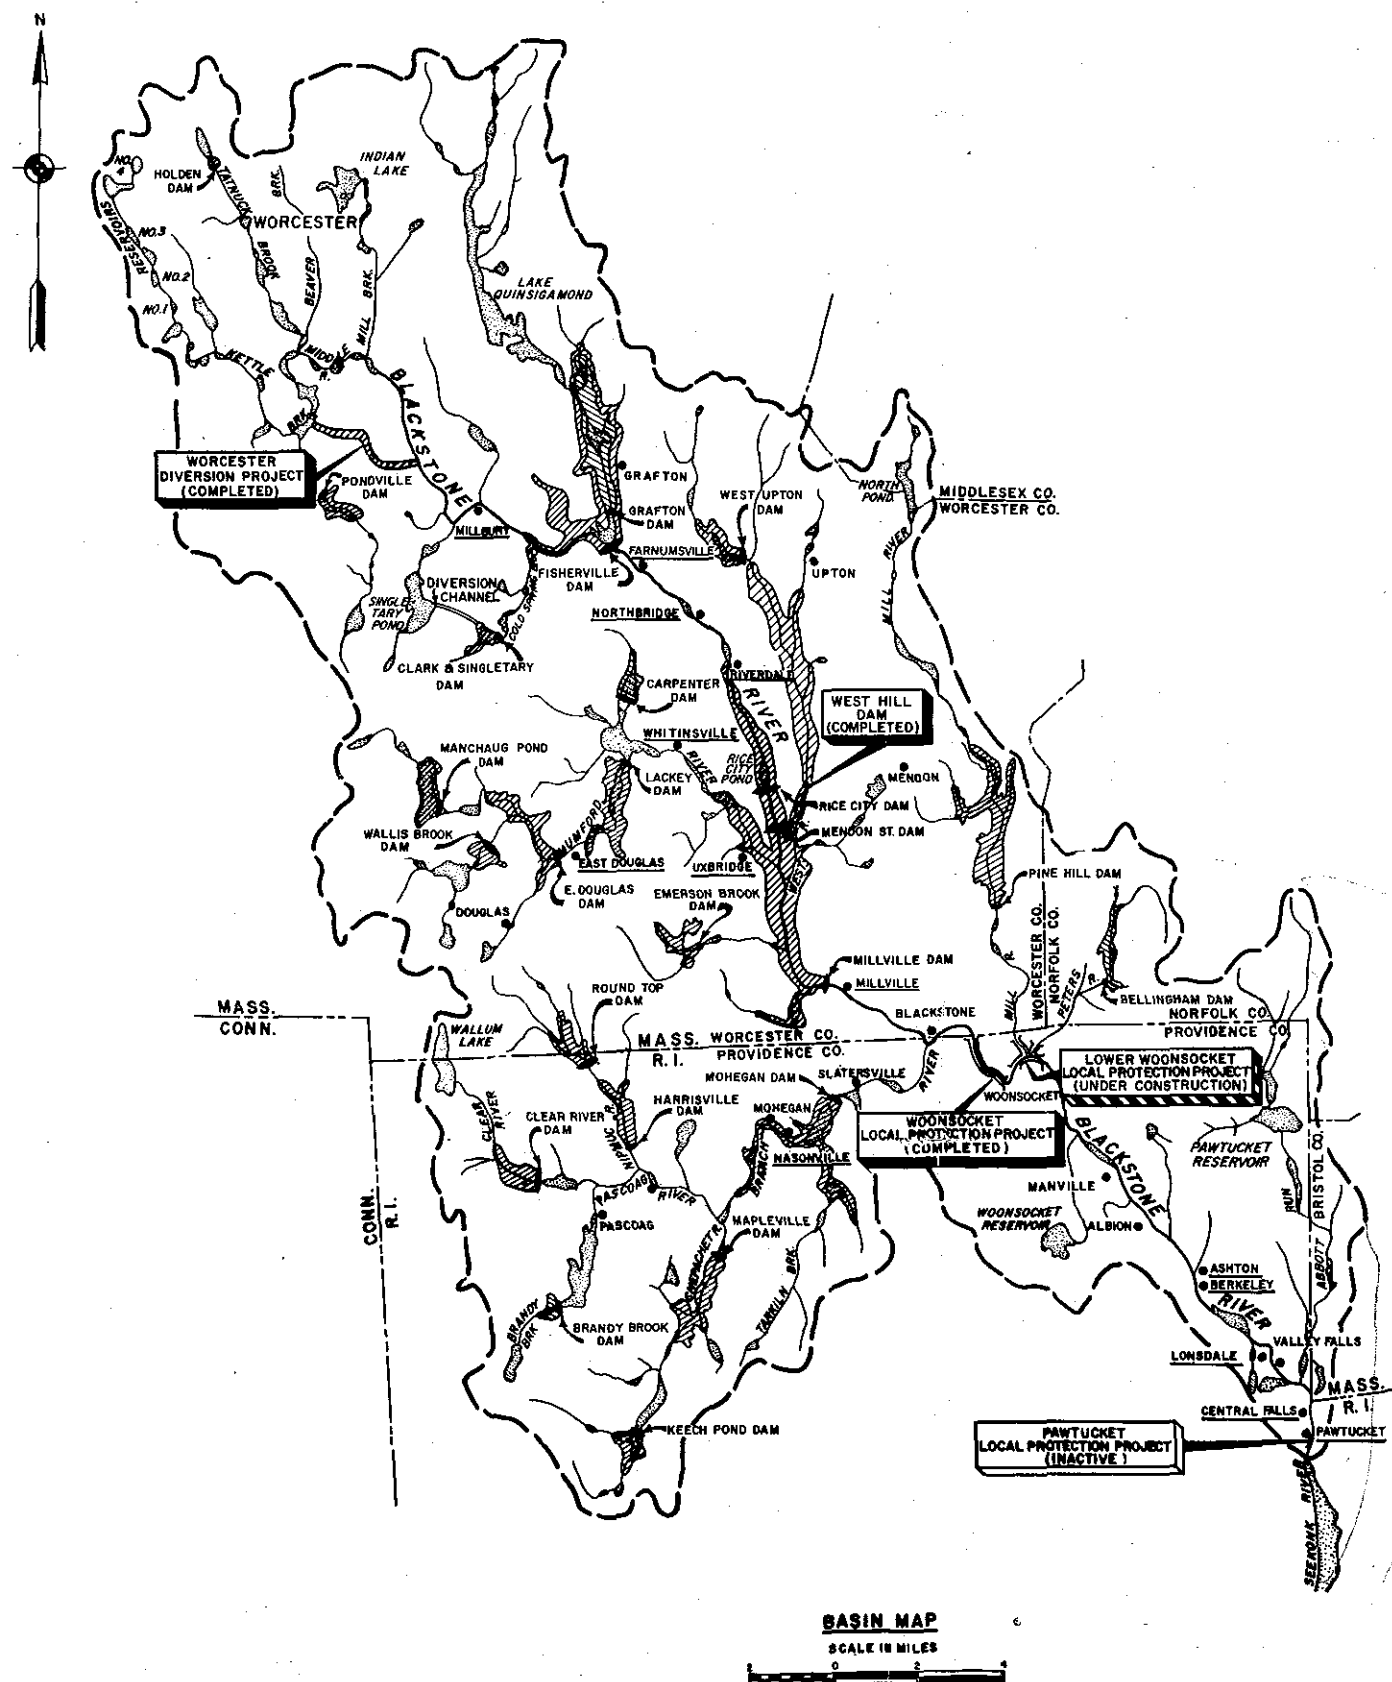 N
NO.
4
HOLDEN
DAM
TATNUCK
BRK.
INDIAN
LAKE
WORCESTER
RESERVOIRS
NO.3
NO.2
NO.1
BROOK
BEAVER
MILL BRK.
LAKE
QUINSIGAMOND
KETTLE
MIDDLE
R.
BRK.
BLACKSTONE
WORCESTER
DIVERSION PROJECT
(COMPLETED)
PONDVILLE
DAM
GRAFTON
GRAFTON
DAM
WEST UPTON
DAM
NORTH
POND
MIDDLESEX CO.
WORCESTER CO.
MILLBURY
FARNUMSVILLE
FISHERVILLE
DAM
UPTON
MILL RIVER
DIVERSION
CHANNEL
COLD SPRING
SINGLE-
TARY
POND
NORTHBRIDGE
CLARK & SINGLETARY
DAM
RIVERDALE
CARPENTER
DAM
RIVER
WEST HILL
DAM
(COMPLETED)
WHITINSVILLE
MANCHAUG POND
DAM
RIVER
RICE
CITY
POND
MENDON
LACKEY
DAM
RICE CITY DAM
MUMFORD
R.
MENDON ST. DAM
WALLIS BROOK
DAM
EAST DOUGLAS
UXBRIDGE
WEST
PINE HILL DAM
E. DOUGLAS
DAM
EMERSON BROOK
DAM
DOUGLAS
WORCESTER CO.
NORFOLK CO.
MILLVILLE DAM
MILLVILLE
MILL R.
PETERS R.
BELLINGHAM DAM
NORFOLK CO.
PROVIDENCE CO.
ROUND TOP
DAM
BLACKSTONE
MASS.
CONN.
WALLUM
LAKE
MASS.
R. I.
WORCESTER CO.
PROVIDENCE CO.
LOWER WOONSOCKET
LOCAL PROTECTION PROJECT
(UNDER CONSTRUCTION)
MOHEGAN DAM
SLATERSVILLE
RIVER
WOONSOCKET
CLEAR
RIVER
CLEAR RIVER
DAM
NIPMUC R.
HARRISVILLE
DAM
MOHEGAN
WOONSOCKET
LOCAL PROTECTION PROJECT
(COMPLETED)
NASONVILLE
BRANCH
BLACKSTONE
PAWTUCKET
RESERVOIR
CONN.
R. I.
PASCOAG
RIVER
PASCOAG
MANVILLE
WOONSOCKET
RESERVOIR
ALBION
BRISTOL CO.
RUN
ABBOTT
MAPLEVILLE
DAM
CHEPACHET R.
TARKILN BRK.
ASHTON
BERKELEY
RIVER
BRANDY
BRK
BRANDY BROOK
DAM
VALLEY FALLS
LONSDALE
MASS.
R. I.
CENTRAL FALLS
KEECH POND DAM
PAWTUCKET
LOCAL PROTECTION PROJECT
(INACTIVE)
PAWTUCKET
SEEKONK RIVER
BASIN MAP
SCALE IN MILES
2 0 2 4